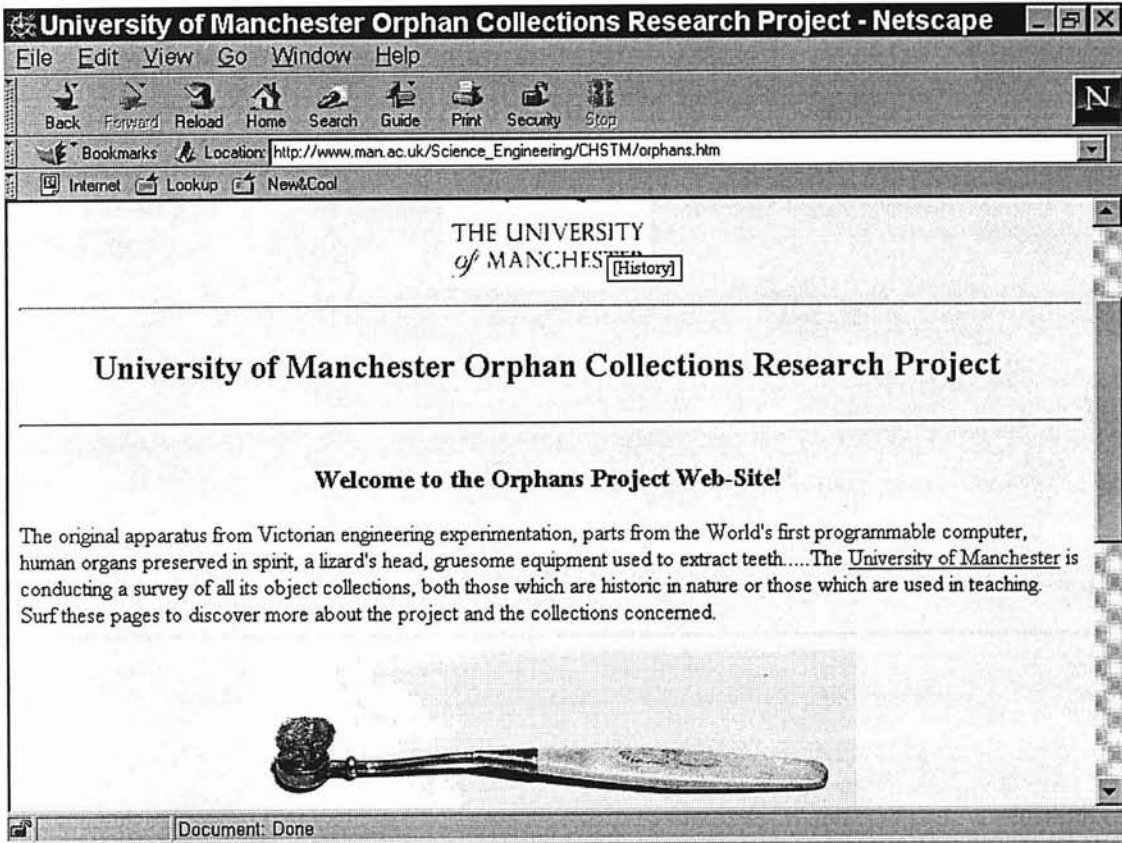 University of Manchester Orphan Collections Research Project - Netscape
File Edit View Go Window Help
Back Forward Reload Home Search Guide Print Security Stop
N
Bookmarks Location: http://www.man.ac.uk/Science_Engineering/CHSTM/orphans.htm
Internet Lookup New&Cool
THE UNIVERSITY
of MANCHESTER
[History]
University of Manchester Orphan Collections Research Project
Welcome to the Orphans Project Web-Site!
The original apparatus from Victorian engineering experimentation, parts from the World's first programmable computer,
human organs preserved in spirit, a lizard's head, gruesome equipment used to extract teeth.....The University of Manchester is
conducting a survey of all its object collections, both those which are historic in nature or those which are used in teaching.
Surf these pages to discover more about the project and the collections concerned.
Document: Done